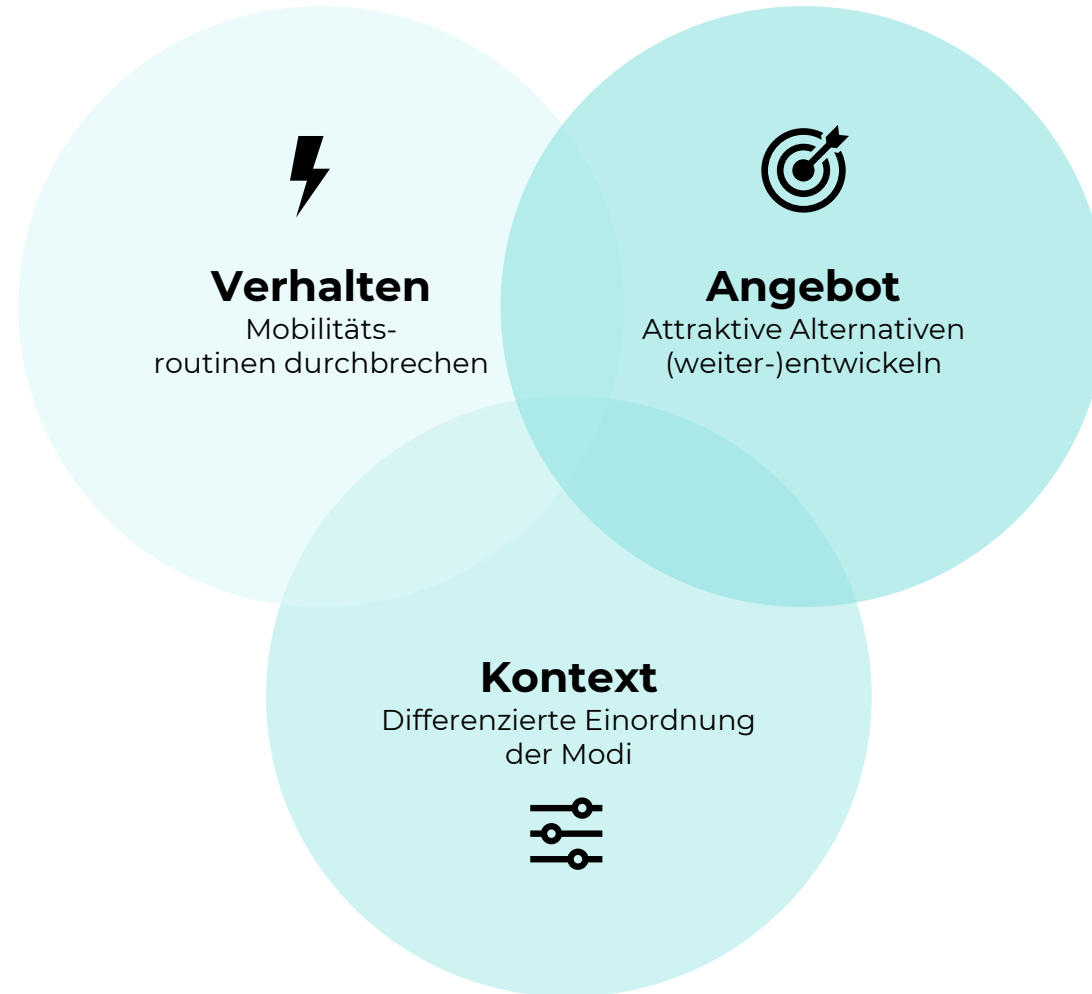 Verhalten
Mobilitäts-
routinen durchbrechen
Angebot
Attraktive Alternativen
(weiter-)entwickeln
Kontext
Differenzierte Einordnung
der Modi